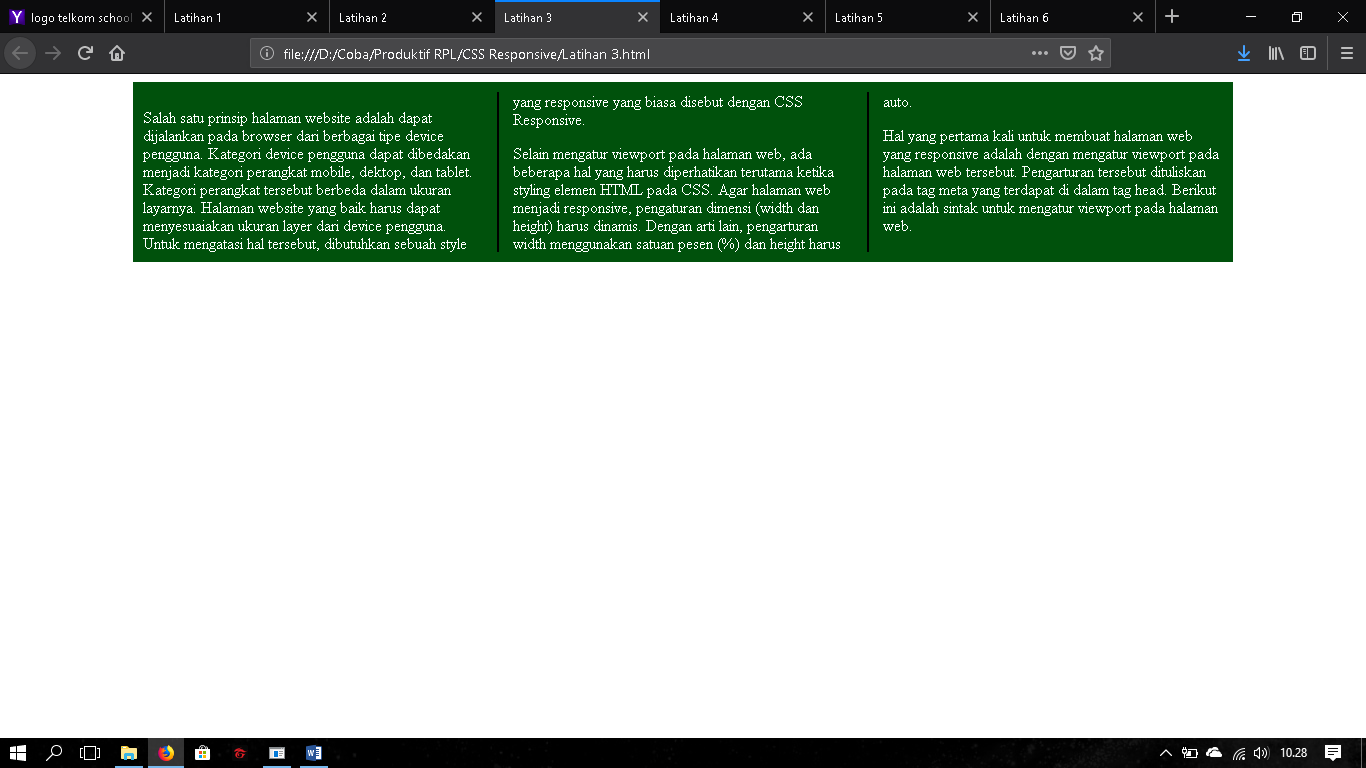 logo telkom school
Latihan 1
Latihan 2
Latihan 3
Latihan 4
Latihan 5
Latihan 6
file:///D:/Coba/Produktif RPL/CSS Responsive/Latihan 3.html
Salah satu prinsip halaman website adalah dapat
dijalankan pada browser dari berbagai tipe device
pengguna. Kategori device pengguna dapat dibedakan
menjadi kategori perangkat mobile, dektop, dan tablet.
Kategori perangkat tersebut berbeda dalam ukuran
layarnya. Halaman website yang baik harus dapat
menyesuaiakan ukuran layer dari device pengguna.
Untuk mengatasi hal tersebut, dibutuhkan sebuah style
yang responsive yang biasa disebut dengan CSS
Responsive.
Selain mengatur viewport pada halaman web, ada
beberapa hal yang harus diperhatikan terutama ketika
styling elemen HTML pada CSS. Agar halaman web
menjadi responsive, pengaturan dimensi (width dan
height) harus dinamis. Dengan arti lain, pengarturan
width menggunakan satuan pesen (%) dan height harus
auto.
Hal yang pertama kali untuk membuat halaman web
yang responsive adalah dengan mengatur viewport pada
halaman web tersebut. Pengarturan tersebut dituliskan
pada tag meta yang terdapat di dalam tag head. Berikut
ini adalah sintak untuk mengatur viewport pada halaman
web.
10.28